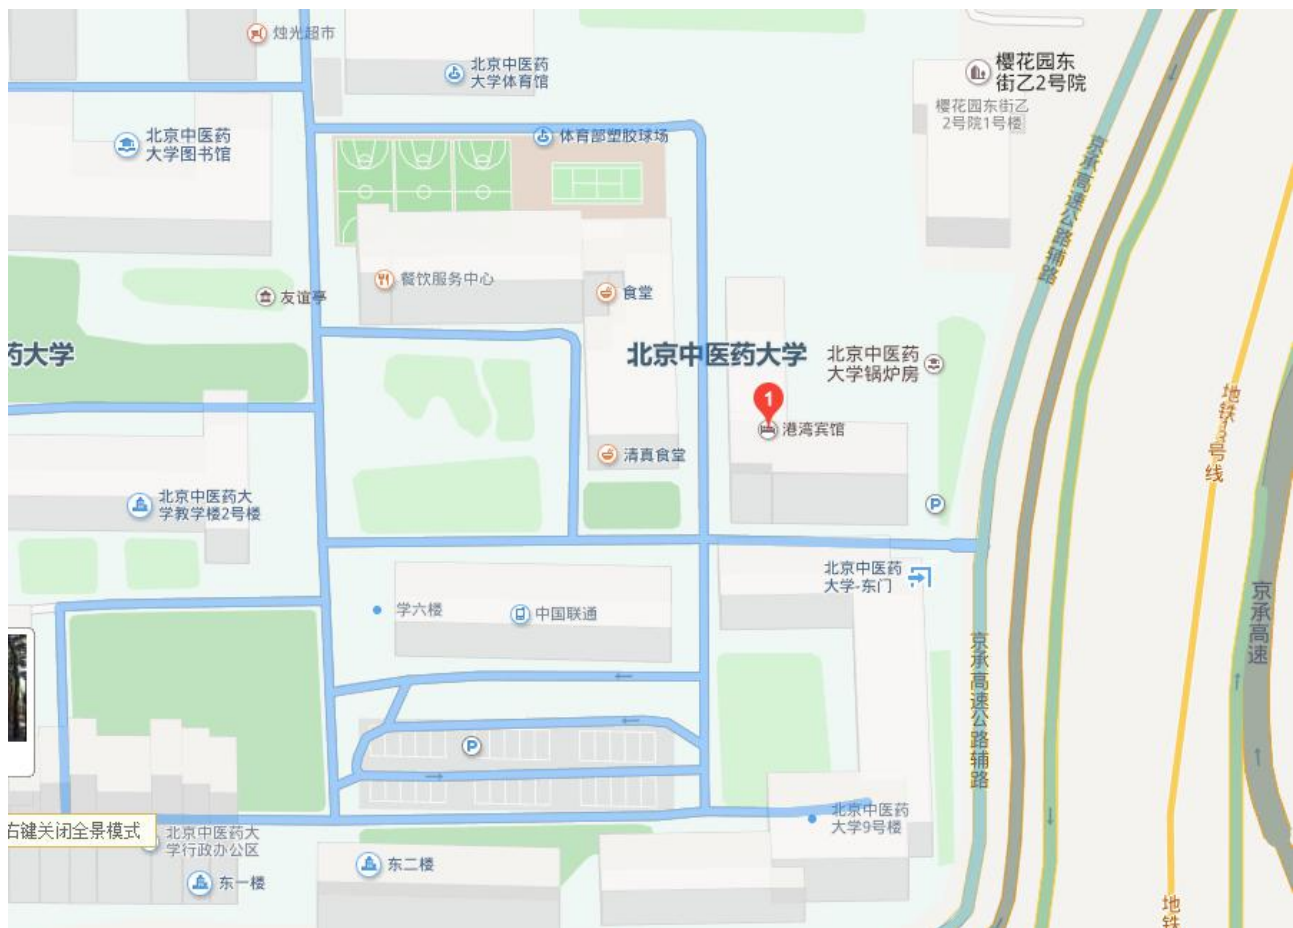 烛光超市
北京中医药
大学体育馆
樱花园东
街乙2号院
樱花园东街乙
2号院1号楼
北京中医药
大学图书馆
体育部塑胶球场
京承高速公路辅路
餐饮服务中心
食堂
友谊亭
药大学
北京中医药大学
北京中医药
大学锅炉房
1
港湾宾馆
地铁13号线
清真食堂
北京中医药大
学教学楼2号楼
P
北京中医药
大学-东门
学六楼
中国联通
京承高速
京承高速公路辅路
P
北京中医药
大学9号楼
右键关闭全景模式
北京中医药大
学行政办公区
东二楼
东一楼
地铁